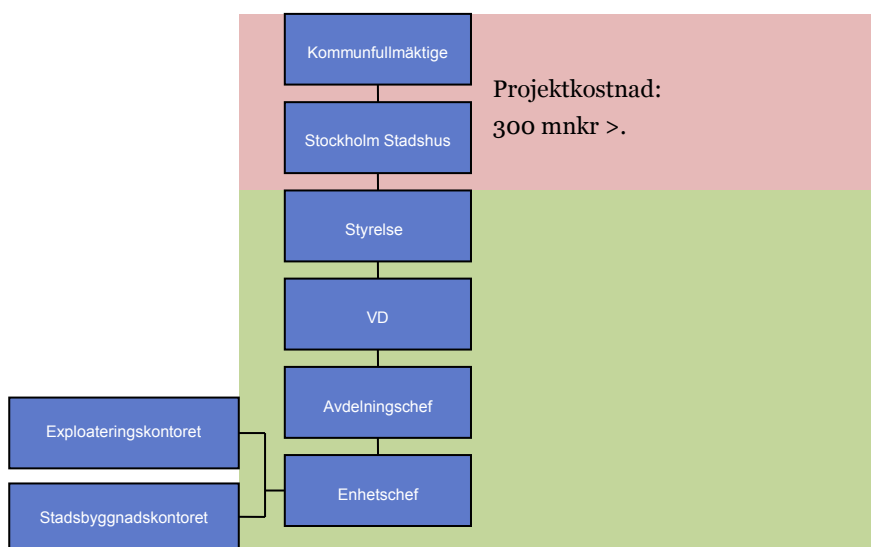 Kommunfullmäktige
Projektkostnad:
300 mnkr >.
Stockholm Stadshus
Styrelse
VD
Avdelningschef
Exploateringskontoret
Enhetschef
Stadsbyggnadskontoret